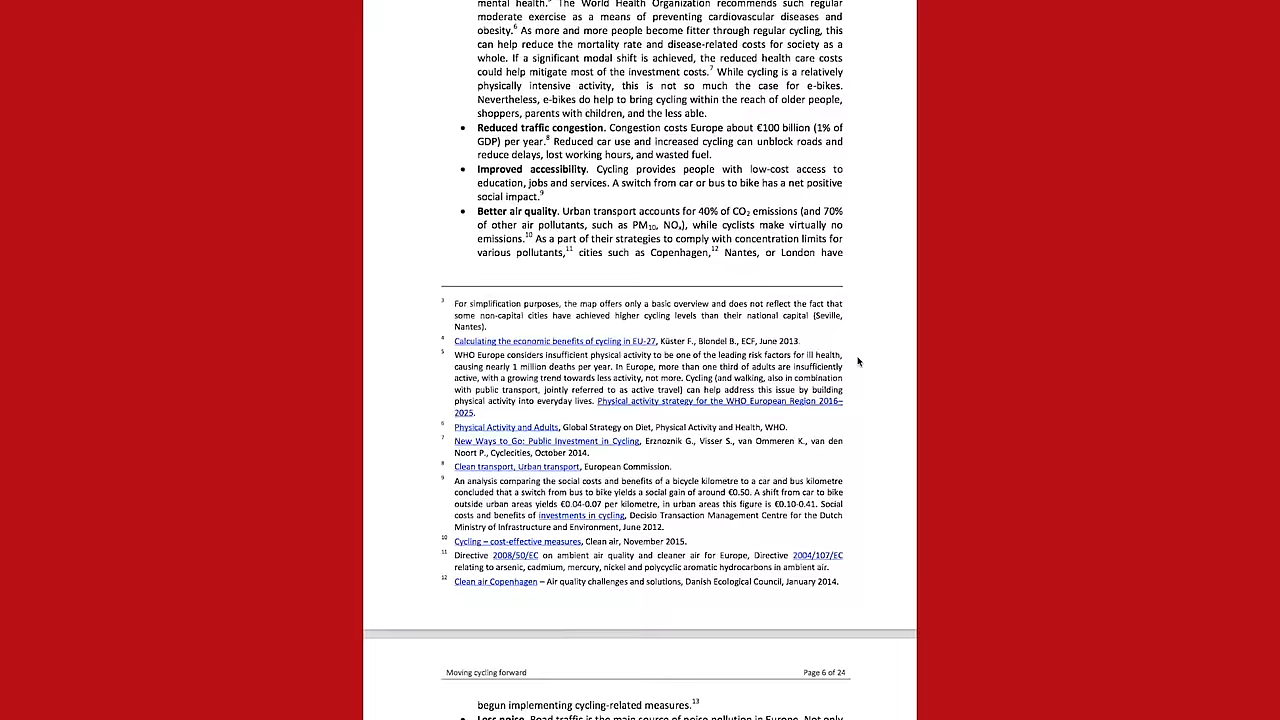 mental health.⁵ The World Health Organization recommends such regular
moderate exercise as a means of preventing cardiovascular diseases and
obesity.⁶ As more and more people become fitter through regular cycling, this
can help reduce the mortality rate and disease-related costs for society as a
whole. If a significant modal shift is achieved, the reduced health care costs
could help mitigate most of the investment costs.⁷ While cycling is a relatively
physically intensive activity, this is not so much the case for e-bikes.
Nevertheless, e-bikes do help to bring cycling within the reach of older people,
shoppers, parents with children, and the less able.
• Reduced traffic congestion. Congestion costs Europe about €100 billion (1% of
GDP) per year.⁸ Reduced car use and increased cycling can unblock roads and
reduce delays, lost working hours, and wasted fuel.
• Improved accessibility. Cycling provides people with low-cost access to
education, jobs and services. A switch from car or bus to bike has a net positive
social impact.⁹
• Better air quality. Urban transport accounts for 40% of CO₂ emissions (and 70%
of other air pollutants, such as PM₁₀, NOₓ), while cyclists make virtually no
emissions.¹⁰ As a part of their strategies to comply with concentration limits for
various pollutants,¹¹ cities such as Copenhagen,¹² Nantes, or London have
³ For simplification purposes, the map offers only a basic overview and does not reflect the fact that
some non-capital cities have achieved higher cycling levels than their national capital (Seville,
Nantes).
⁴ Calculating the economic benefits of cycling in EU-27, Küster F., Blondel B., ECF, June 2013.
⁵ WHO Europe considers insufficient physical activity to be one of the leading risk factors for ill health,
causing nearly 1 million deaths per year. In Europe, more than one third of adults are insufficiently
active, with a growing trend towards less activity, not more. Cycling (and walking, also in combination
with public transport, jointly referred to as active travel) can help address this issue by building
physical activity into everyday lives. Physical activity strategy for the WHO European Region 2016–
2025.
⁶ Physical Activity and Adults, Global Strategy on Diet, Physical Activity and Health, WHO.
⁷ New Ways to Go: Public Investment in Cycling, Erznoznik G., Visser S., van Ommeren K., van den
Noort P., Cyclecities, October 2014.
⁸ Clean transport, Urban transport, European Commission.
⁹ An analysis comparing the social costs and benefits of a bicycle kilometre to a car and bus kilometre
concluded that a switch from bus to bike yields a social gain of around €0.50. A shift from car to bike
outside urban areas yields €0.04-0.07 per kilometre, in urban areas this figure is €0.10-0.41. Social
costs and benefits of investments in cycling, Decisio Transaction Management Centre for the Dutch
Ministry of Infrastructure and Environment, June 2012.
¹⁰ Cycling – cost-effective measures, Clean air, November 2015.
¹¹ Directive 2008/50/EC on ambient air quality and cleaner air for Europe, Directive 2004/107/EC
relating to arsenic, cadmium, mercury, nickel and polycyclic aromatic hydrocarbons in ambient air.
¹² Clean air Copenhagen – Air quality challenges and solutions, Danish Ecological Council, January 2014.
Moving cycling forward Page 6 of 24
begun implementing cycling-related measures.¹³
• Less noise. Road traffic is the main source of noise pollution in Europe. Not only